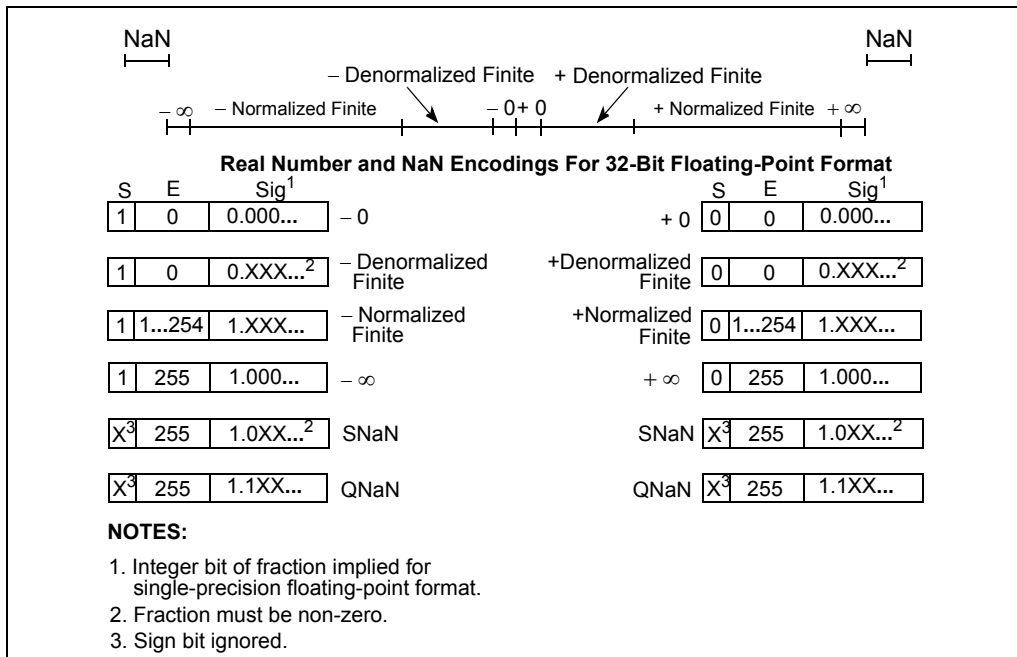 NaN NaN
– Denormalized Finite + Denormalized Finite
– ∞ – Normalized Finite – 0 + 0 + Normalized Finite + ∞
Real Number and NaN Encodings For 32-Bit Floating-Point Format
S E Sig1 S E Sig1
1 0 0.000... – 0 + 0 0 0 0.000...
1 0 0.XXX...2 – Denormalized Finite +Denormalized Finite 0 0 0.XXX...2
1 1...254 1.XXX... – Normalized Finite +Normalized Finite 0 1...254 1.XXX...
1 255 1.000... – ∞ + ∞ 0 255 1.000...
X3 255 1.0XX...2 SNaN SNaN X3 255 1.0XX...2
X3 255 1.1XX... QNaN QNaN X3 255 1.1XX...
NOTES:
1. Integer bit of fraction implied for
single-precision floating-point format.
2. Fraction must be non-zero.
3. Sign bit ignored.